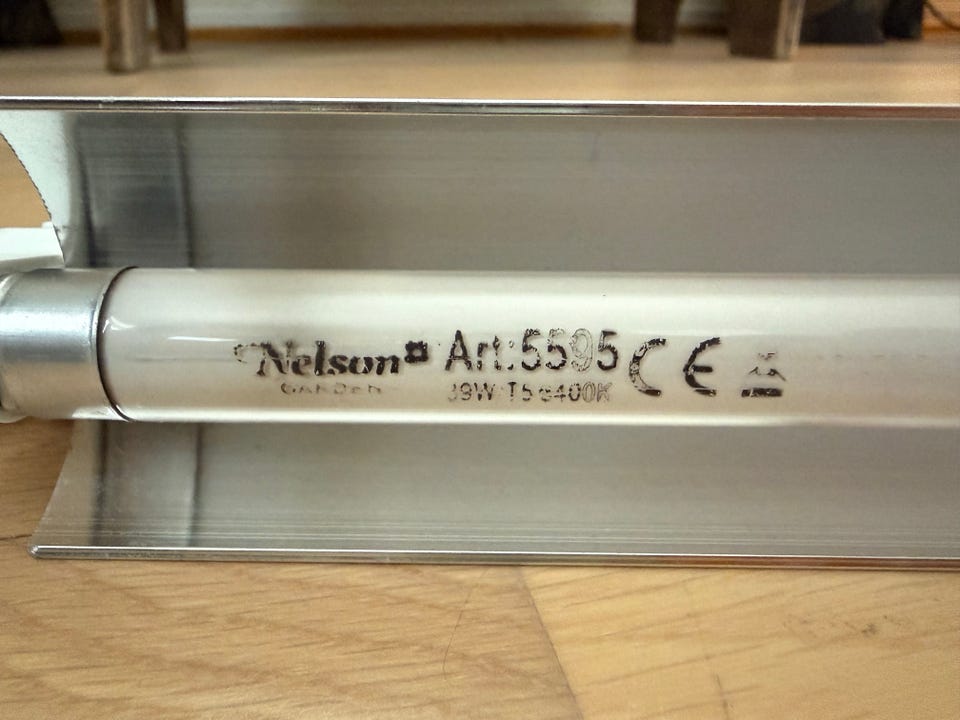 Nelson
GARDEN
Art:5595
39W T5 6400K
CE